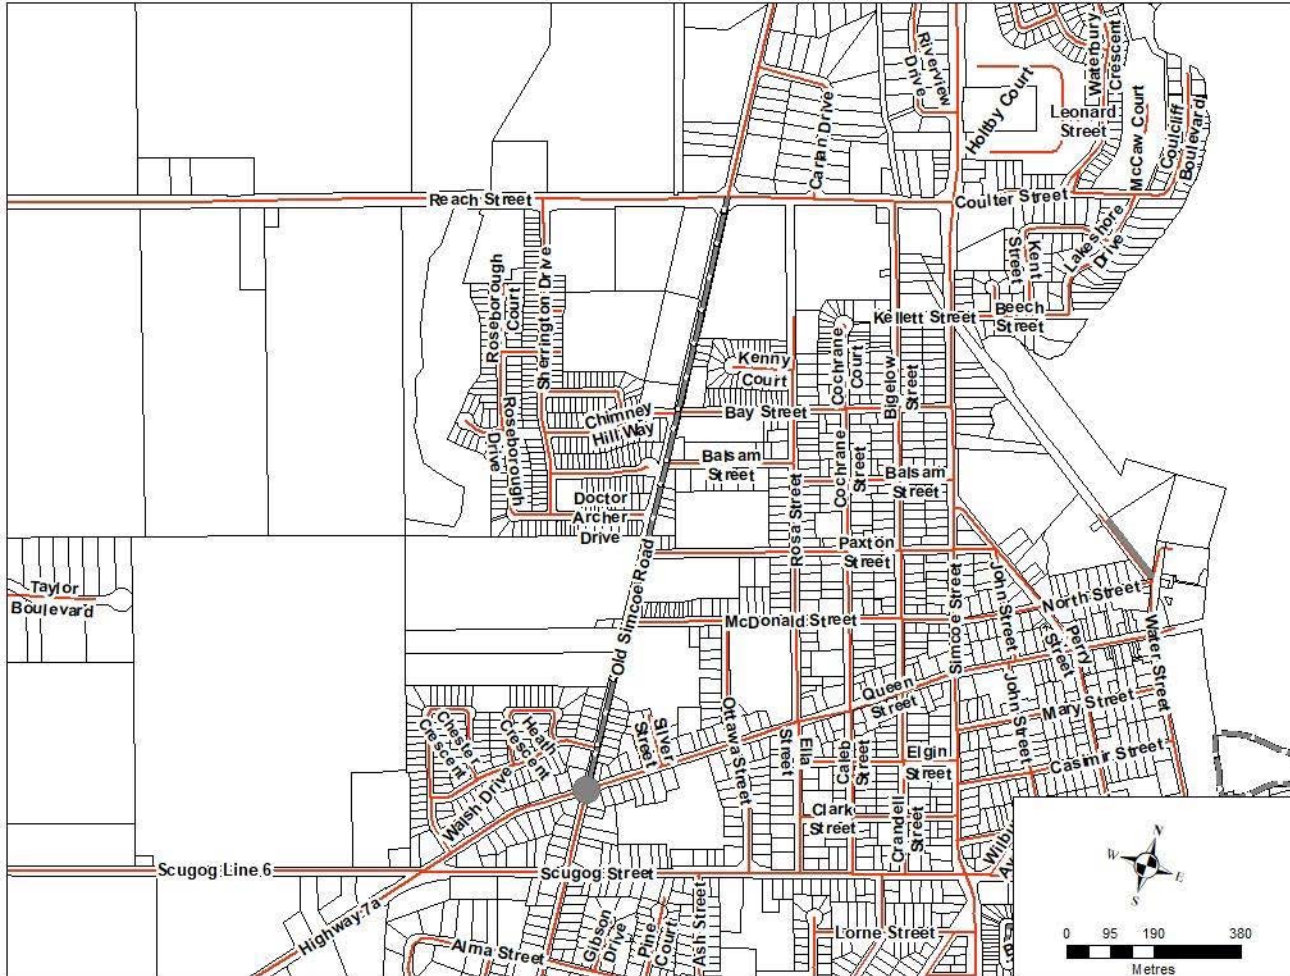 Riverview
Drive
Waterbury
Crescent
Holtby Court
Leonard
Street
McCaw Court
Coulcliff
Boulevard
Carlan Drive
Reach Street
Coulter Street
Lakeshore
Drive
Kent
Street
Beech
Street
Kellett Street
Roseborough
Court
Sherrington Drive
Kenny
Court
Cochrane
Court
Bigelow
Street
Chimney
Hill Way
Bay Street
Roseborough
Drive
Balsam
Street
Cochrane
Street
Balsam
Street
Doctor
Archer
Drive
Rosa Street
Paxton
Street
Old Simcoe Road
Simcoe Street
John Street
North Street
Taylor
Boulevard
McDonald Street
Perry
Street
Water Street
Queen
Street
Ottawa Street
John Street
Mary Street
Chester
Crescent
Heath
Crescent
Silver
Street
Ella
Street
Caleb
Street
Elgin
Street
Casimir Street
Walsh Drive
Clark
Street
Crandell
Street
Scugog Line 6
Scugog Street
Highway 7a
Alma Street
Gibson
Drive
Pine
Court
Ash Street
Lorne Street
N
W
E
S
0 95 190 380
Metres